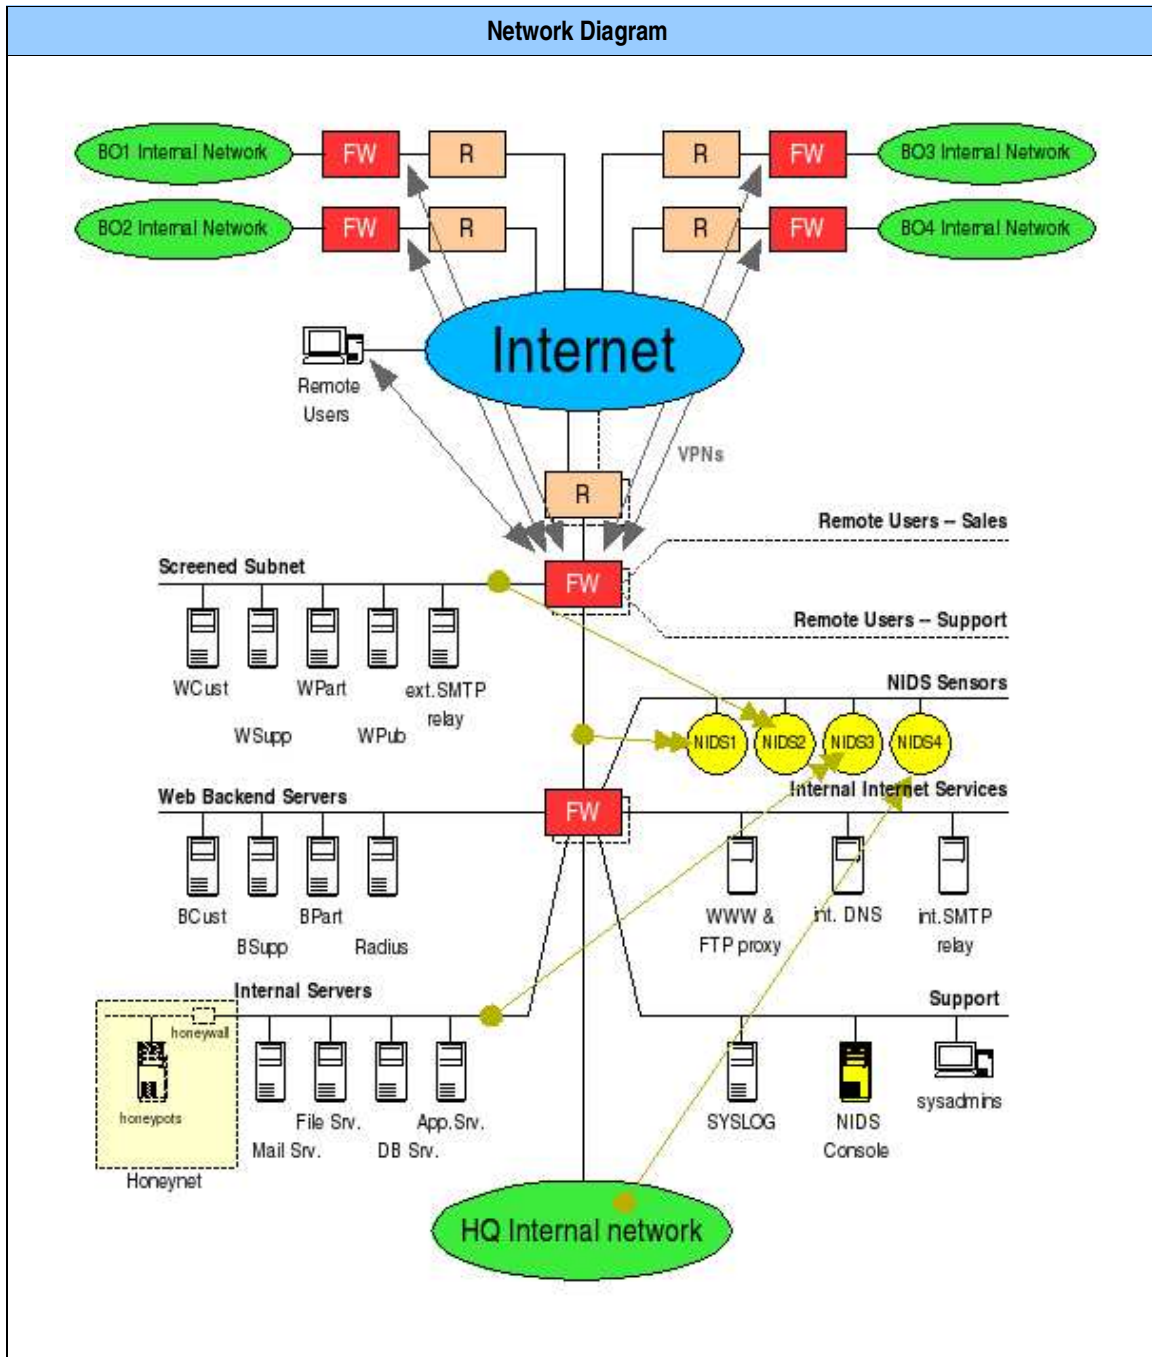 Network Diagram
BO1 Internal Network
FW
R
R
FW
BO3 Internal Network
BO2 Internal Network
FW
R
R
FW
BO4 Internal Network
Internet
Remote
Users
VPNs
R
Remote Users -- Sales
Screened Subnet
FW
Remote Users -- Support
WCust
WPart
ext.SMTP
relay
WSupp
WPub
NIDS Sensors
NIDS1
NIDS2
NIDS3
NIDS4
Web Backend Servers
FW
Internal Internet Services
BCust
BPart
BSupp
Radius
WWW &
FTP proxy
int. DNS
int.SMTP
relay
Internal Servers
Support
honeywall
honeypots
File Srv.
App.Srv.
Mail Srv.
DB Srv.
Honeynet
SYSLOG
NIDS
Console
sysadmins
HQ Internal network